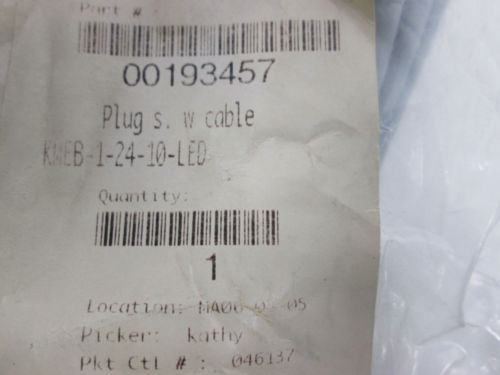 Part #
00193457
Plug s. w cable
KMEB-1-24-10-LED
Quantity:
1
Location:
Picker: kathy
Pkt Ctl # : 046137